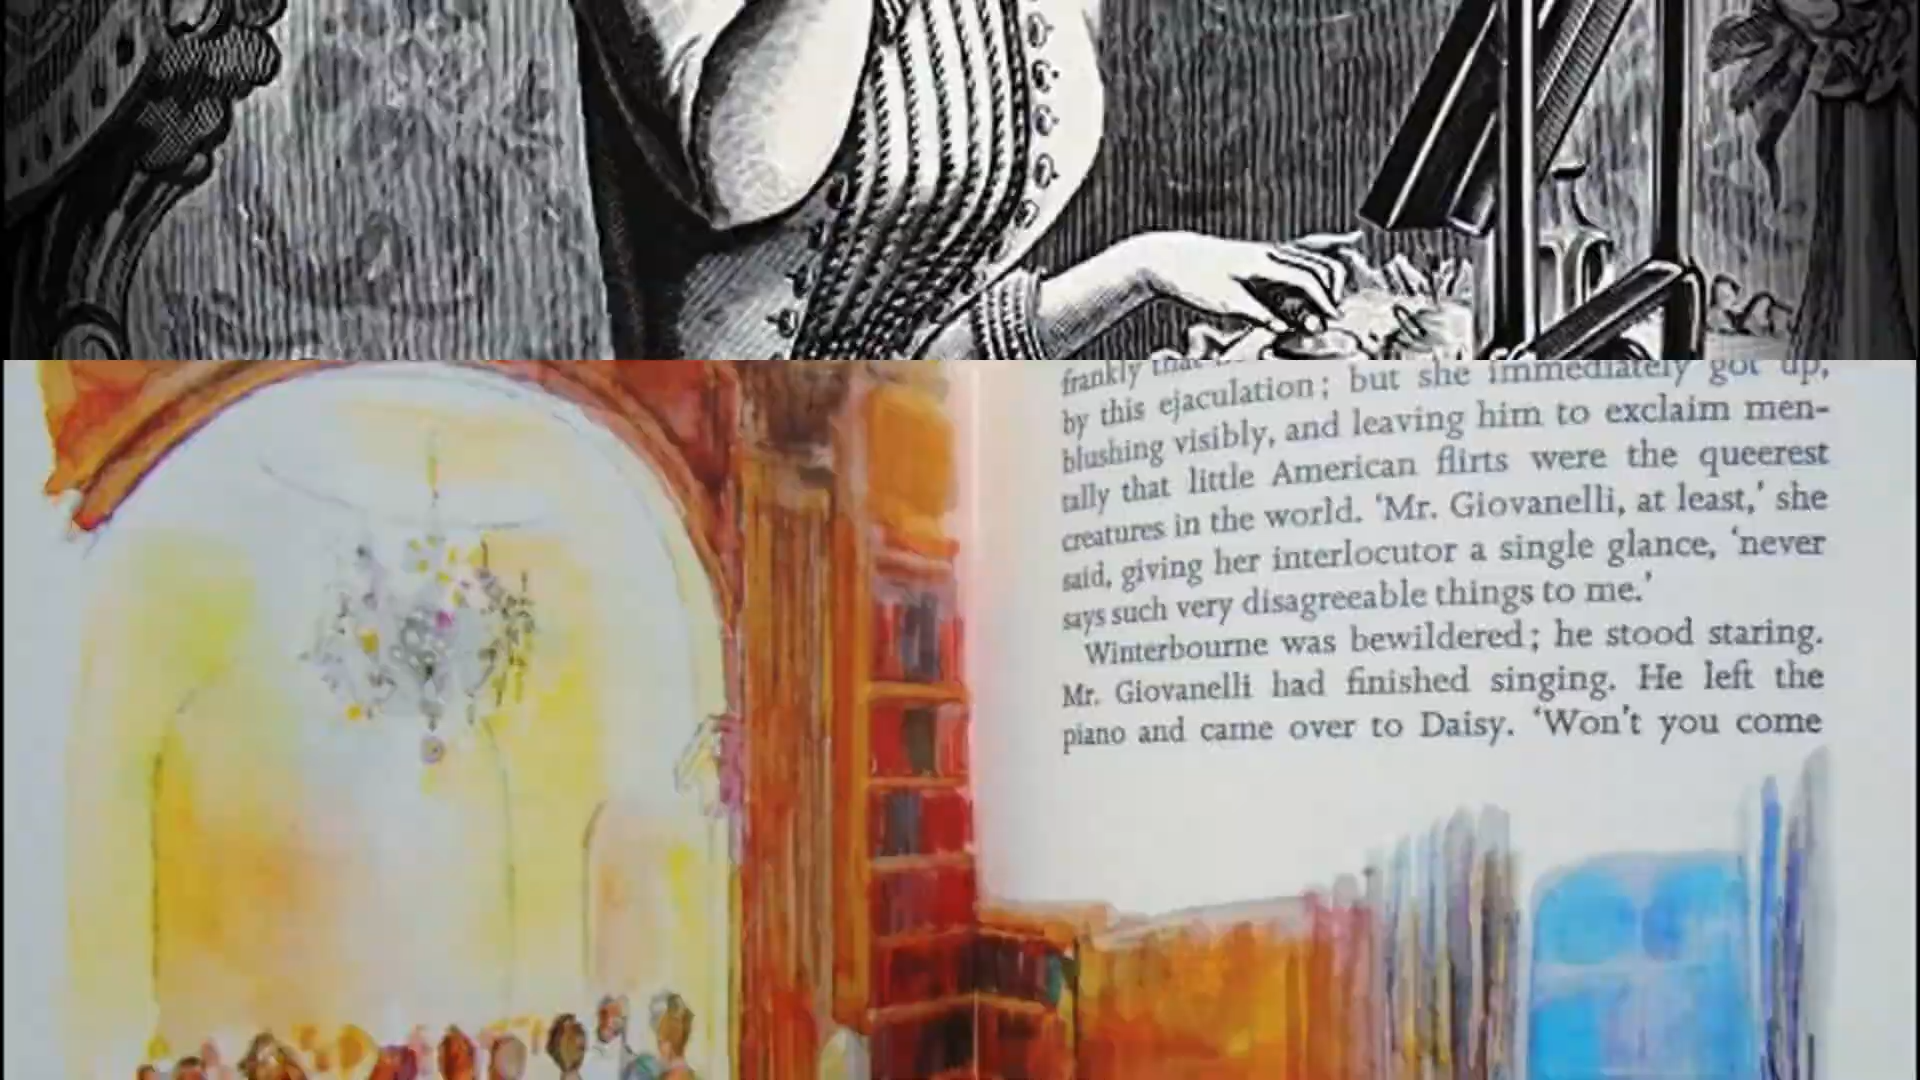 frankly that
by this ejaculation; but she immediately got up,
blushing visibly, and leaving him to exclaim men-
tally that little American flirts were the queerest
creatures in the world. ‘Mr. Giovanelli, at least,’ she
said, giving her interlocutor a single glance, ‘never
says such very disagreeable things to me.’
Winterbourne was bewildered; he stood staring.
Mr. Giovanelli had finished singing. He left the
piano and came over to Daisy. ‘Won’t you come